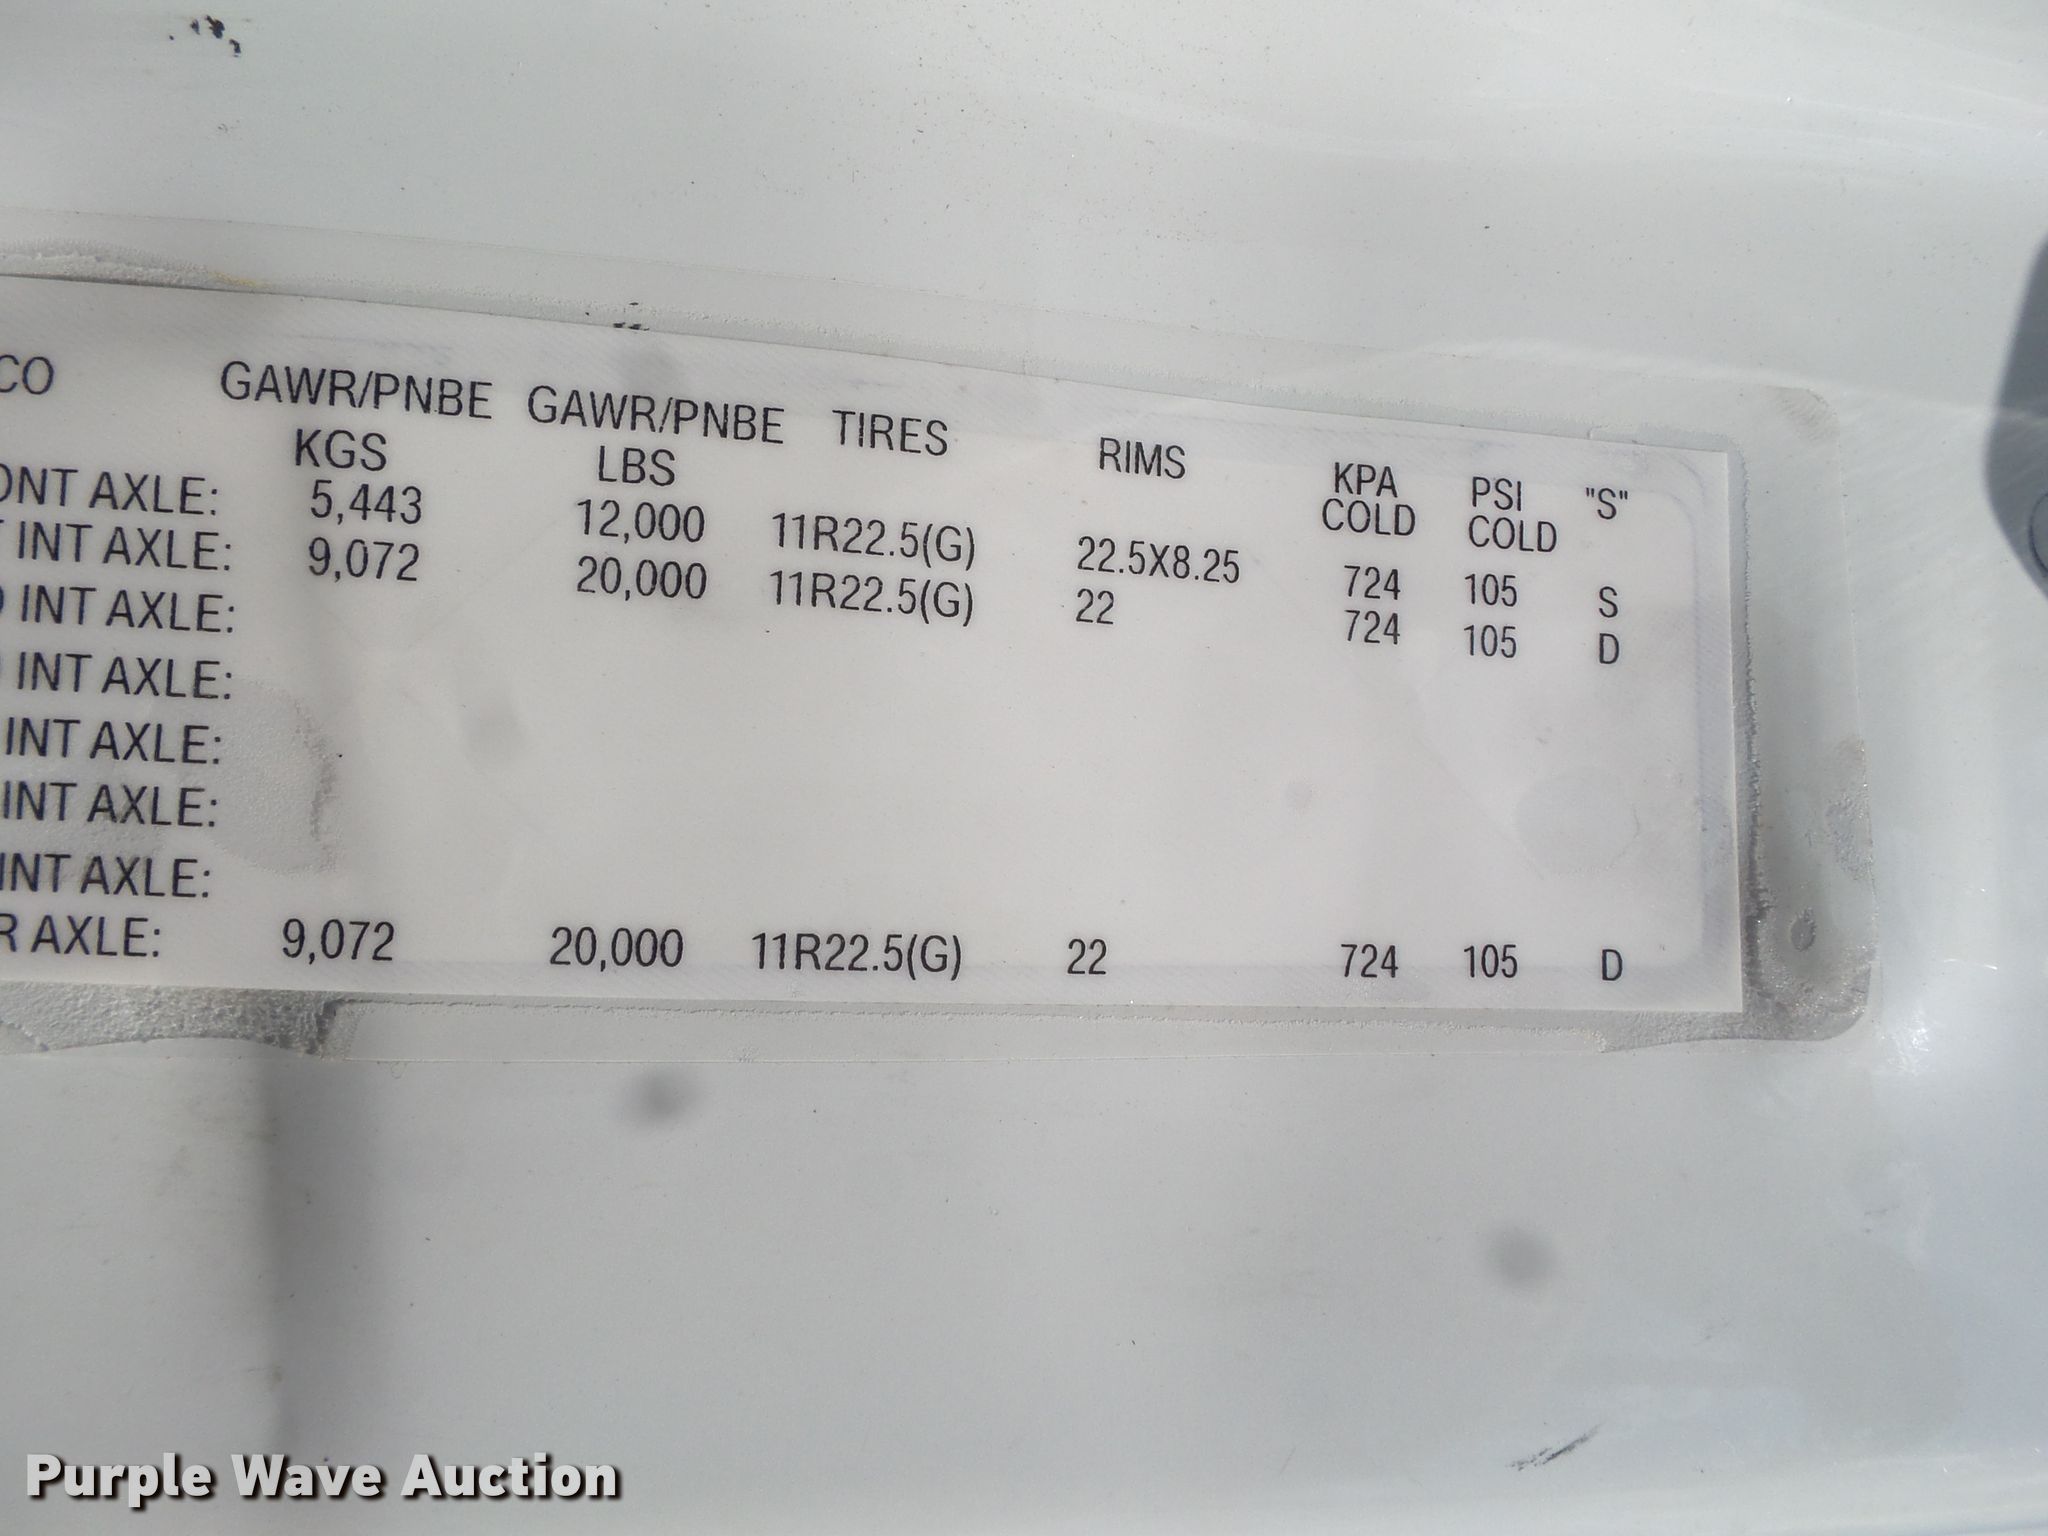 CO GAWR/PNBE GAWR/PNBE TIRES RIMS KPA PSI "S"
KGS LBS COLD COLD
ONT AXLE: 5,443 12,000 11R22.5(G) 22.5X8.25 724 105 S
T INT AXLE: 9,072 20,000 11R22.5(G) 22 724 105 D
D INT AXLE:
INT AXLE:
INT AXLE:
INT AXLE:
INT AXLE:
R AXLE: 9,072 20,000 11R22.5(G) 22 724 105 D
Purple Wave Auction